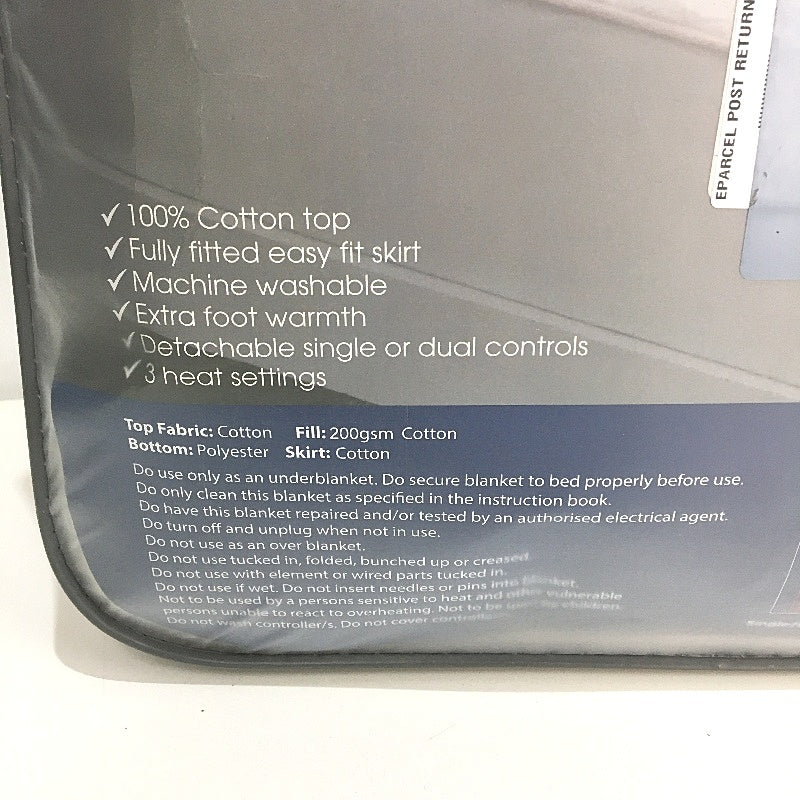 EPARCEL POST RETURN
✓ 100% Cotton top
✓ Fully fitted easy fit skirt
✓ Machine washable
✓ Extra foot warmth
✓ Detachable single or dual controls
✓ 3 heat settings
Top Fabric: Cotton Fill: 200gsm Cotton
Bottom: Polyester Skirt: Cotton
Do use only as an underblanket. Do secure blanket to bed properly before use.
Do only clean this blanket as specified in the instruction book.
Do have this blanket repaired and/or tested by an authorised electrical agent.
Do turn off and unplug when not in use.
Do not use as an over blanket.
Do not use tucked in, folded, bunched up or creased.
Do not use with element or wired parts tucked in.
Do not use if wet. Do not insert needles or pins into blanket.
Not to be used by a persons sensitive to heat and other vulnerable
persons unable to react to overheating. Not to be used by children.
Do not wash controller/s. Do not cover